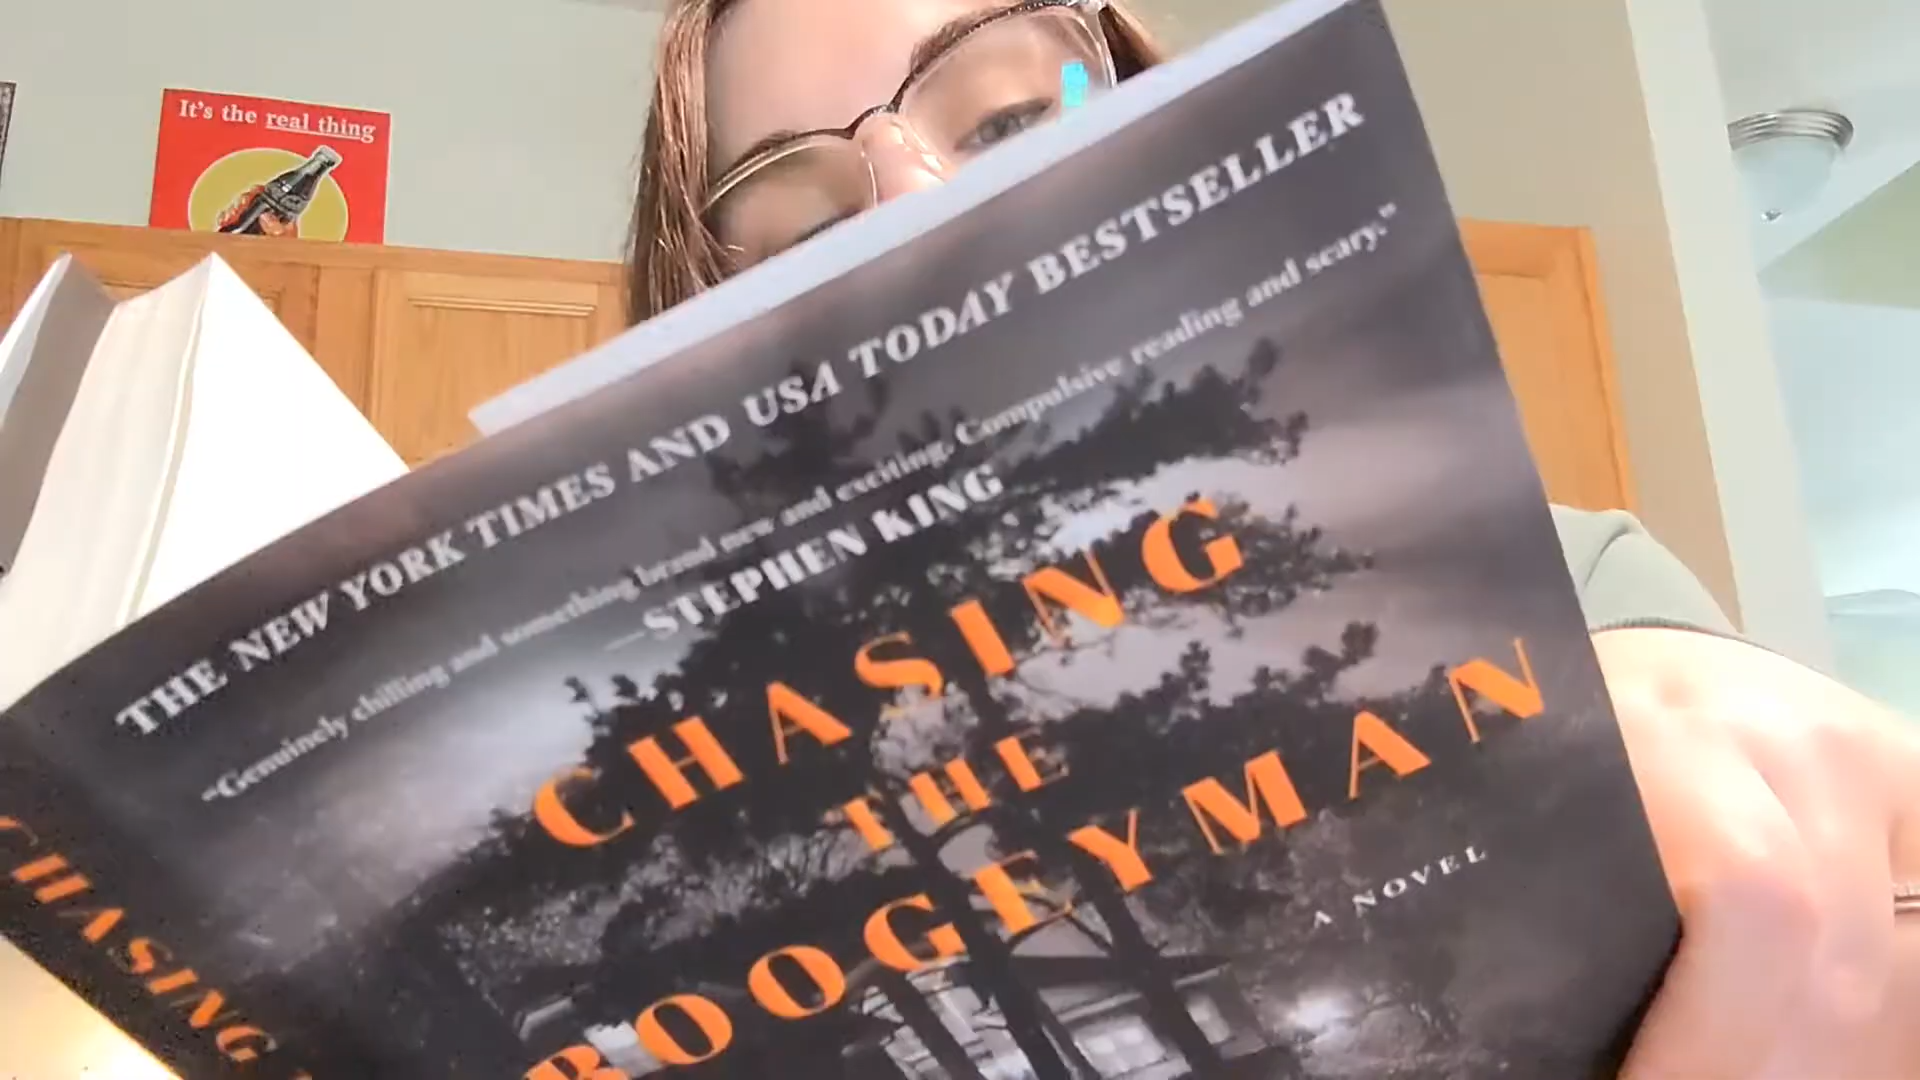 It's the real thing
THE NEW YORK TIMES AND USA TODAY BESTSELLER
“Genuinely chilling and something brand new and exciting. Compulsive reading and scary.”
—STEPHEN KING
CHASING
THE
BOOGEYMAN
A NOVEL
CHASING